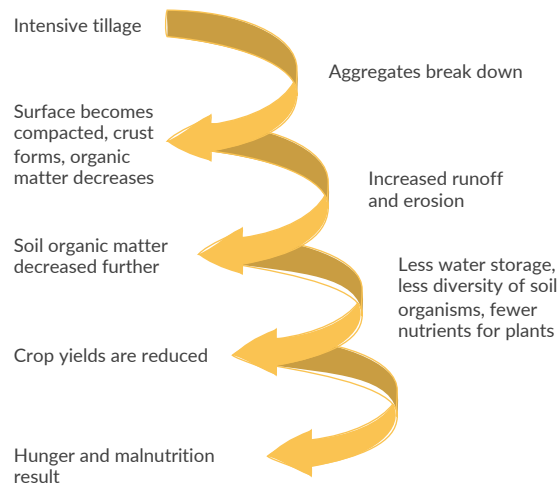 Intensive tillage
Aggregates break down
Surface becomes
compacted, crust
forms, organic
matter decreases
Increased runoff
and erosion
Soil organic matter
decreased further
Less water storage,
less diversity of soil
organisms, fewer
nutrients for plants
Crop yields are reduced
Hunger and malnutrition
result